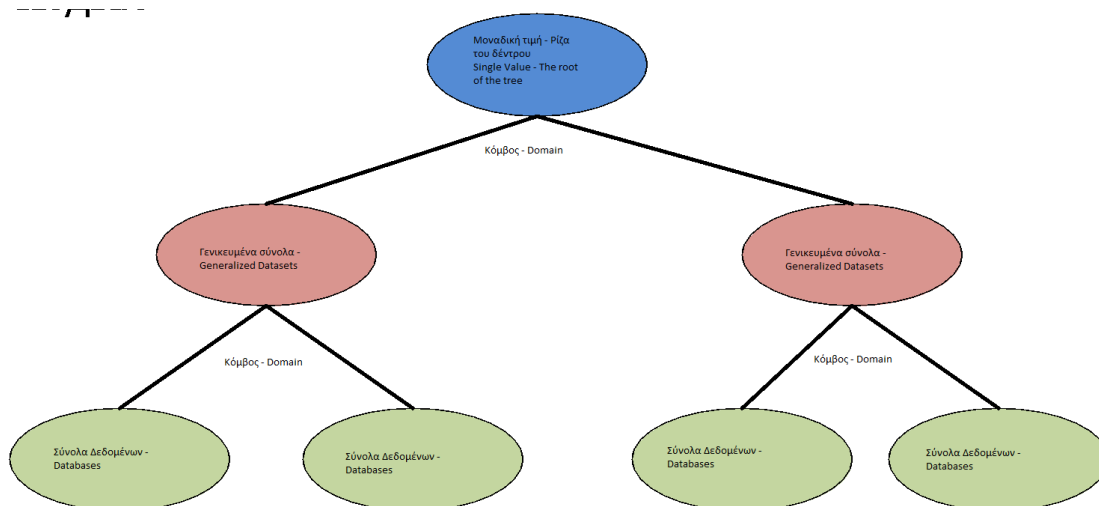 Μοναδική τιμή - Ρίζα
του δέντρου
Single Value - The root
of the tree
Κόμβος - Domain
Γενικευμένα σύνολα -
Generalized Datasets
Γενικευμένα σύνολα -
Generalized Datasets
Κόμβος - Domain
Κόμβος - Domain
Σύνολα Δεδομένων -
Databases
Σύνολα Δεδομένων -
Databases
Σύνολα Δεδομένων -
Databases
Σύνολα Δεδομένων -
Databases